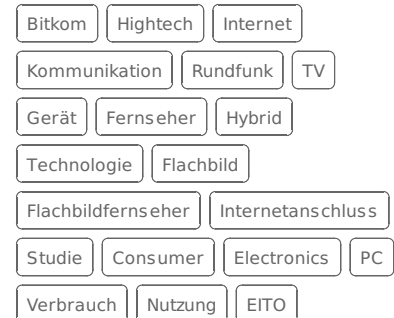 Bitkom Hightech Internet
Kommunikation Rundfunk TV
Gerät Fernseher Hybrid
Technologie Flachbild
Flachbildfernseher Internetanschluss
Studie Consumer Electronics PC
Verbrauch Nutzung EITO